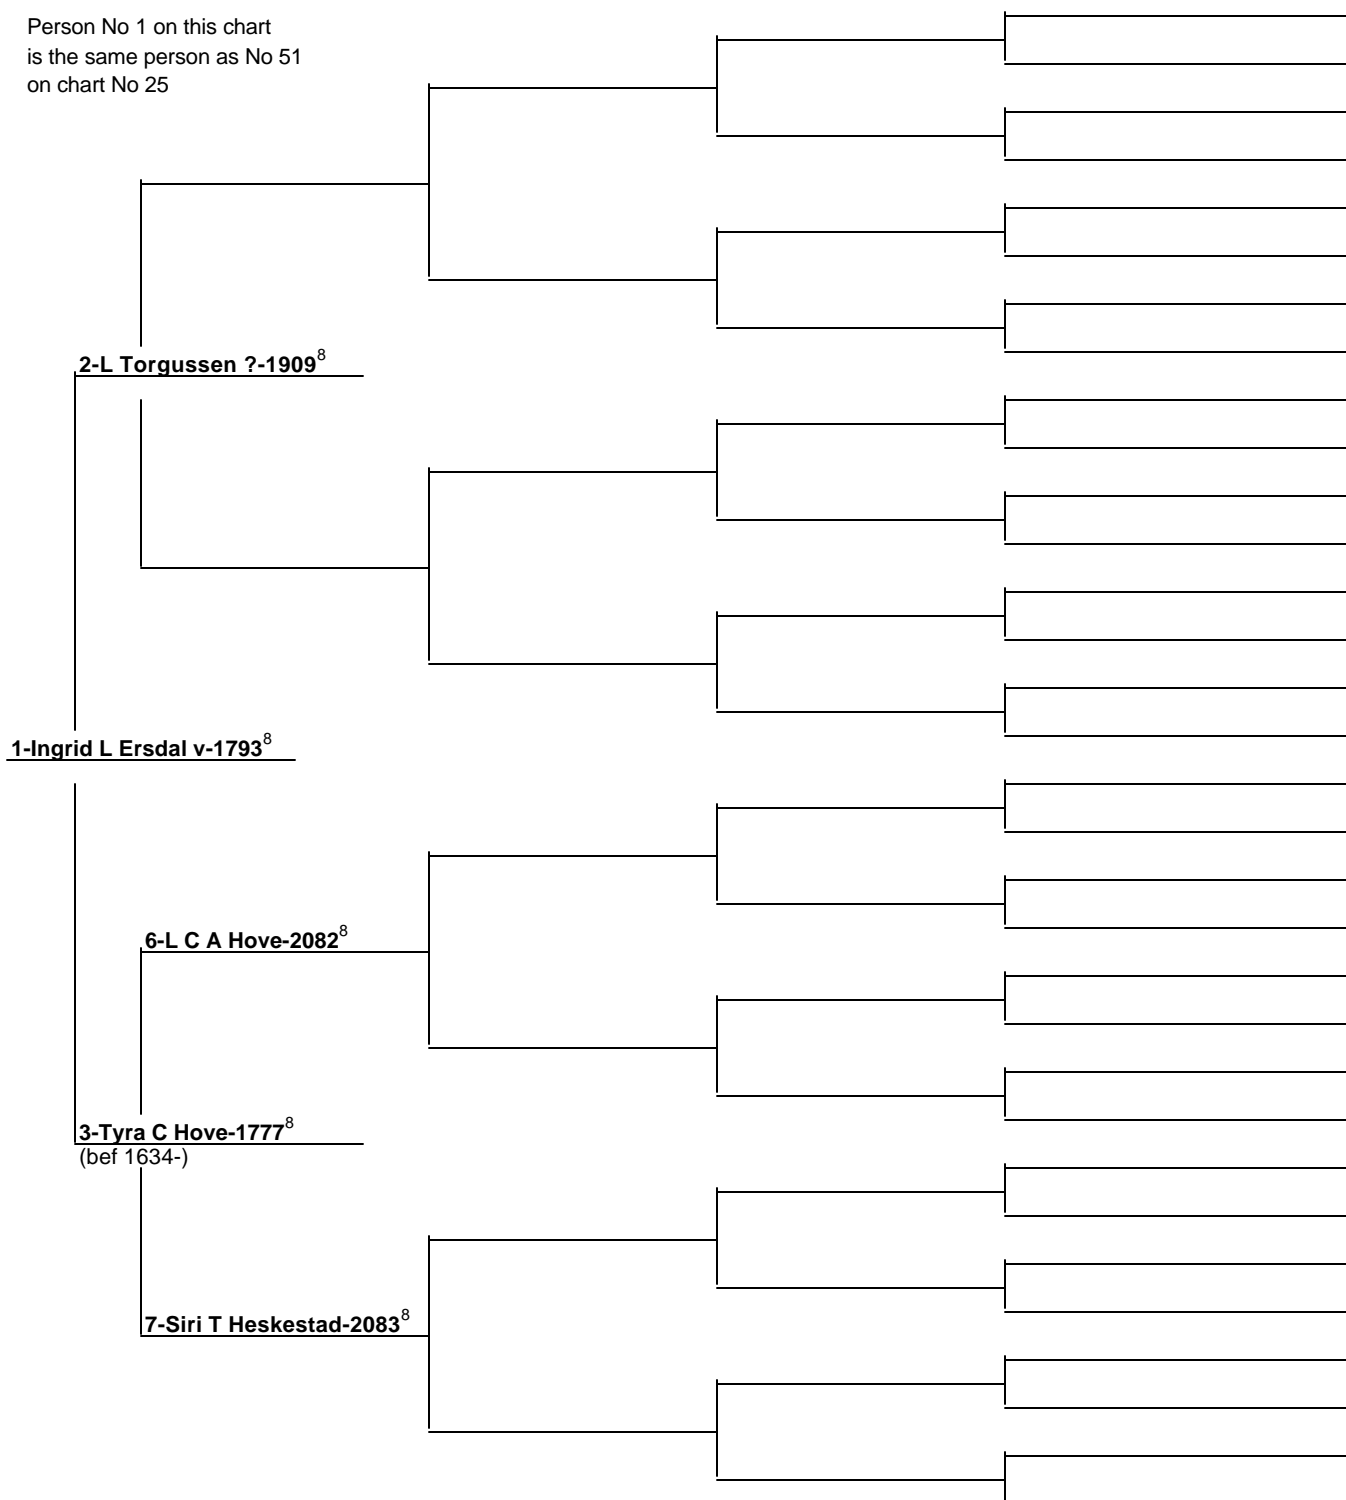 Person No 1 on this chart
is the same person as No 51
on chart No 25
2-L Torgussen ?-1909⁸
1-Ingrid L Ersdal v-1793⁸
6-L C A Hove-2082⁸
3-Tyra C Hove-1777⁸
(bef 1634-)
7-Siri T Heskestad-2083⁸